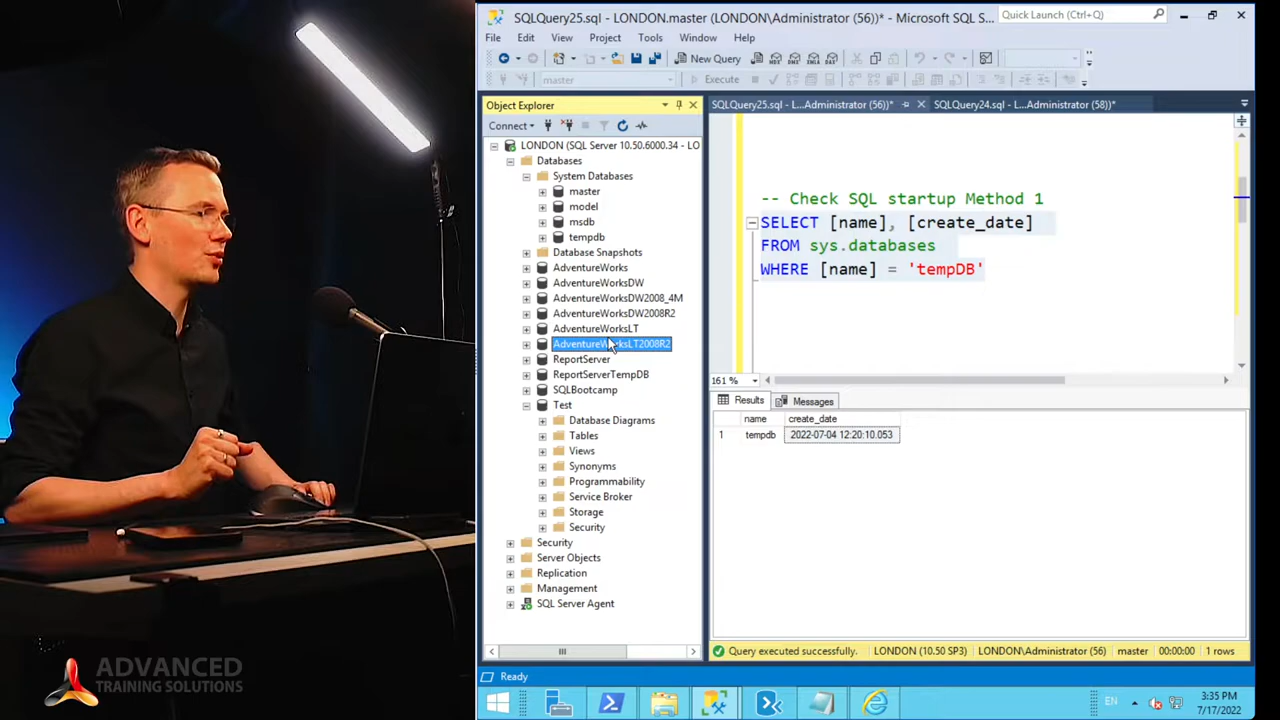 SQLQuery25.sql - LONDON.master (LONDON\Administrator (56))* - Microsoft SQL S...
Quick Launch (Ctrl+Q)
File Edit View Project Tools Window Help
New Query
master
Execute
Object Explorer
SQLQuery25.sql - L...Administrator (56))*
SQLQuery24.sql - L...Administrator (58))*
Connect
LONDON (SQL Server 10.50.6000.34 - LO
Databases
System Databases
master
model
msdb
tempdb
Database Snapshots
AdventureWorks
AdventureWorksDW
AdventureWorksDW2008_4M
AdventureWorksDW2008R2
AdventureWorksLT
AdventureWorksLT2008R2
ReportServer
ReportServerTempDB
SQLBootcamp
Test
Database Diagrams
Tables
Views
Synonyms
Programmability
Service Broker
Storage
Security
Security
Server Objects
Replication
Management
SQL Server Agent
-- Check SQL startup Method 1
SELECT [name], [create_date]
FROM sys.databases
WHERE [name] = 'tempDB'
161 %
Results Messages
name create_date
1 tempdb 2022-07-04 12:20:10.053
Query executed successfully. LONDON (10.50 SP3) LONDON\Administrator (56) master 00:00:00 1 rows
Ready
EN
3:35 PM
7/17/2022
ADVANCED
TRAINING SOLUTIONS